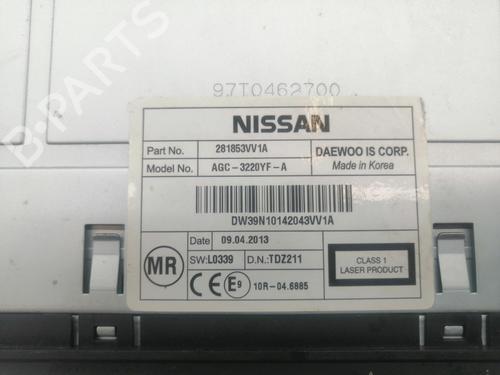 97T0462700
NISSAN
Part No. 281853VV1A DAEWOO IS CORP.
Model No. AGC-3220YF-A Made in Korea
DW39N10142043VV1A
Date 09.04.2013
MR SW:L0339 D.N.:TDZ211
CLASS 1
LASER PRODUCT
CE E9 10R-04.6885
B-PARTS